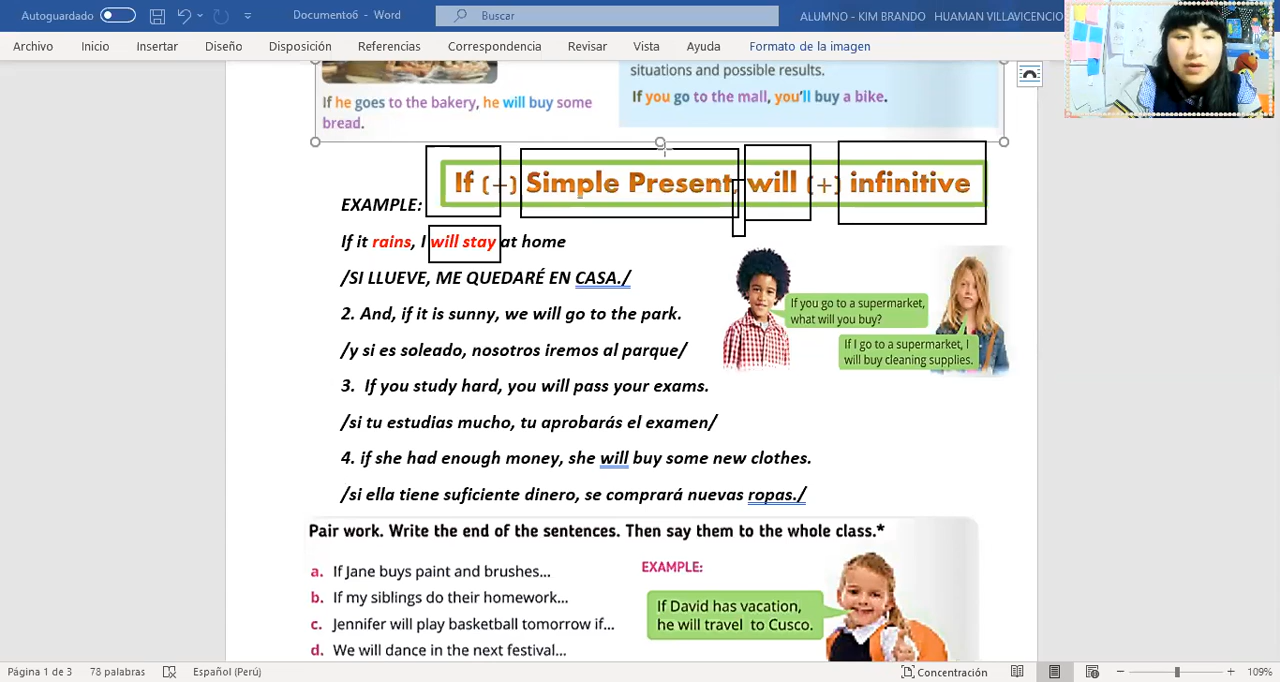 Autoguardado
Documento6 - Word
Buscar
ALUMNO - KIM BRANDO HUAMAN VILLAVICENCIO
Archivo Inicio Insertar Diseño Disposición Referencias Correspondencia Revisar Vista Ayuda Formato de la imagen
situations and possible results.
If he goes to the bakery, he will buy some
bread.
If you go to the mall, you'll buy a bike.
If (+) Simple Present, will (+) infinitive
EXAMPLE:
If it rains, I will stay at home
/SI LLUEVE, ME QUEDARÉ EN CASA./
2. And, if it is sunny, we will go to the park.
/y si es soleado, nosotros iremos al parque/
3. If you study hard, you will pass your exams.
/si tu estudias mucho, tu aprobarás el examen/
4. if she had enough money, she will buy some new clothes.
/si ella tiene suficiente dinero, se comprará nuevas ropas./
If you go to a supermarket,
what will you buy?
If I go to a supermarket, I
will buy cleaning supplies.
Pair work. Write the end of the sentences. Then say them to the whole class.*
a. If Jane buys paint and brushes...
b. If my siblings do their homework...
c. Jennifer will play basketball tomorrow if...
d. We will dance in the next festival...
EXAMPLE:
If David has vacation,
he will travel to Cusco.
Página 1 de 3 78 palabras Español (Perú) Concentración 109%